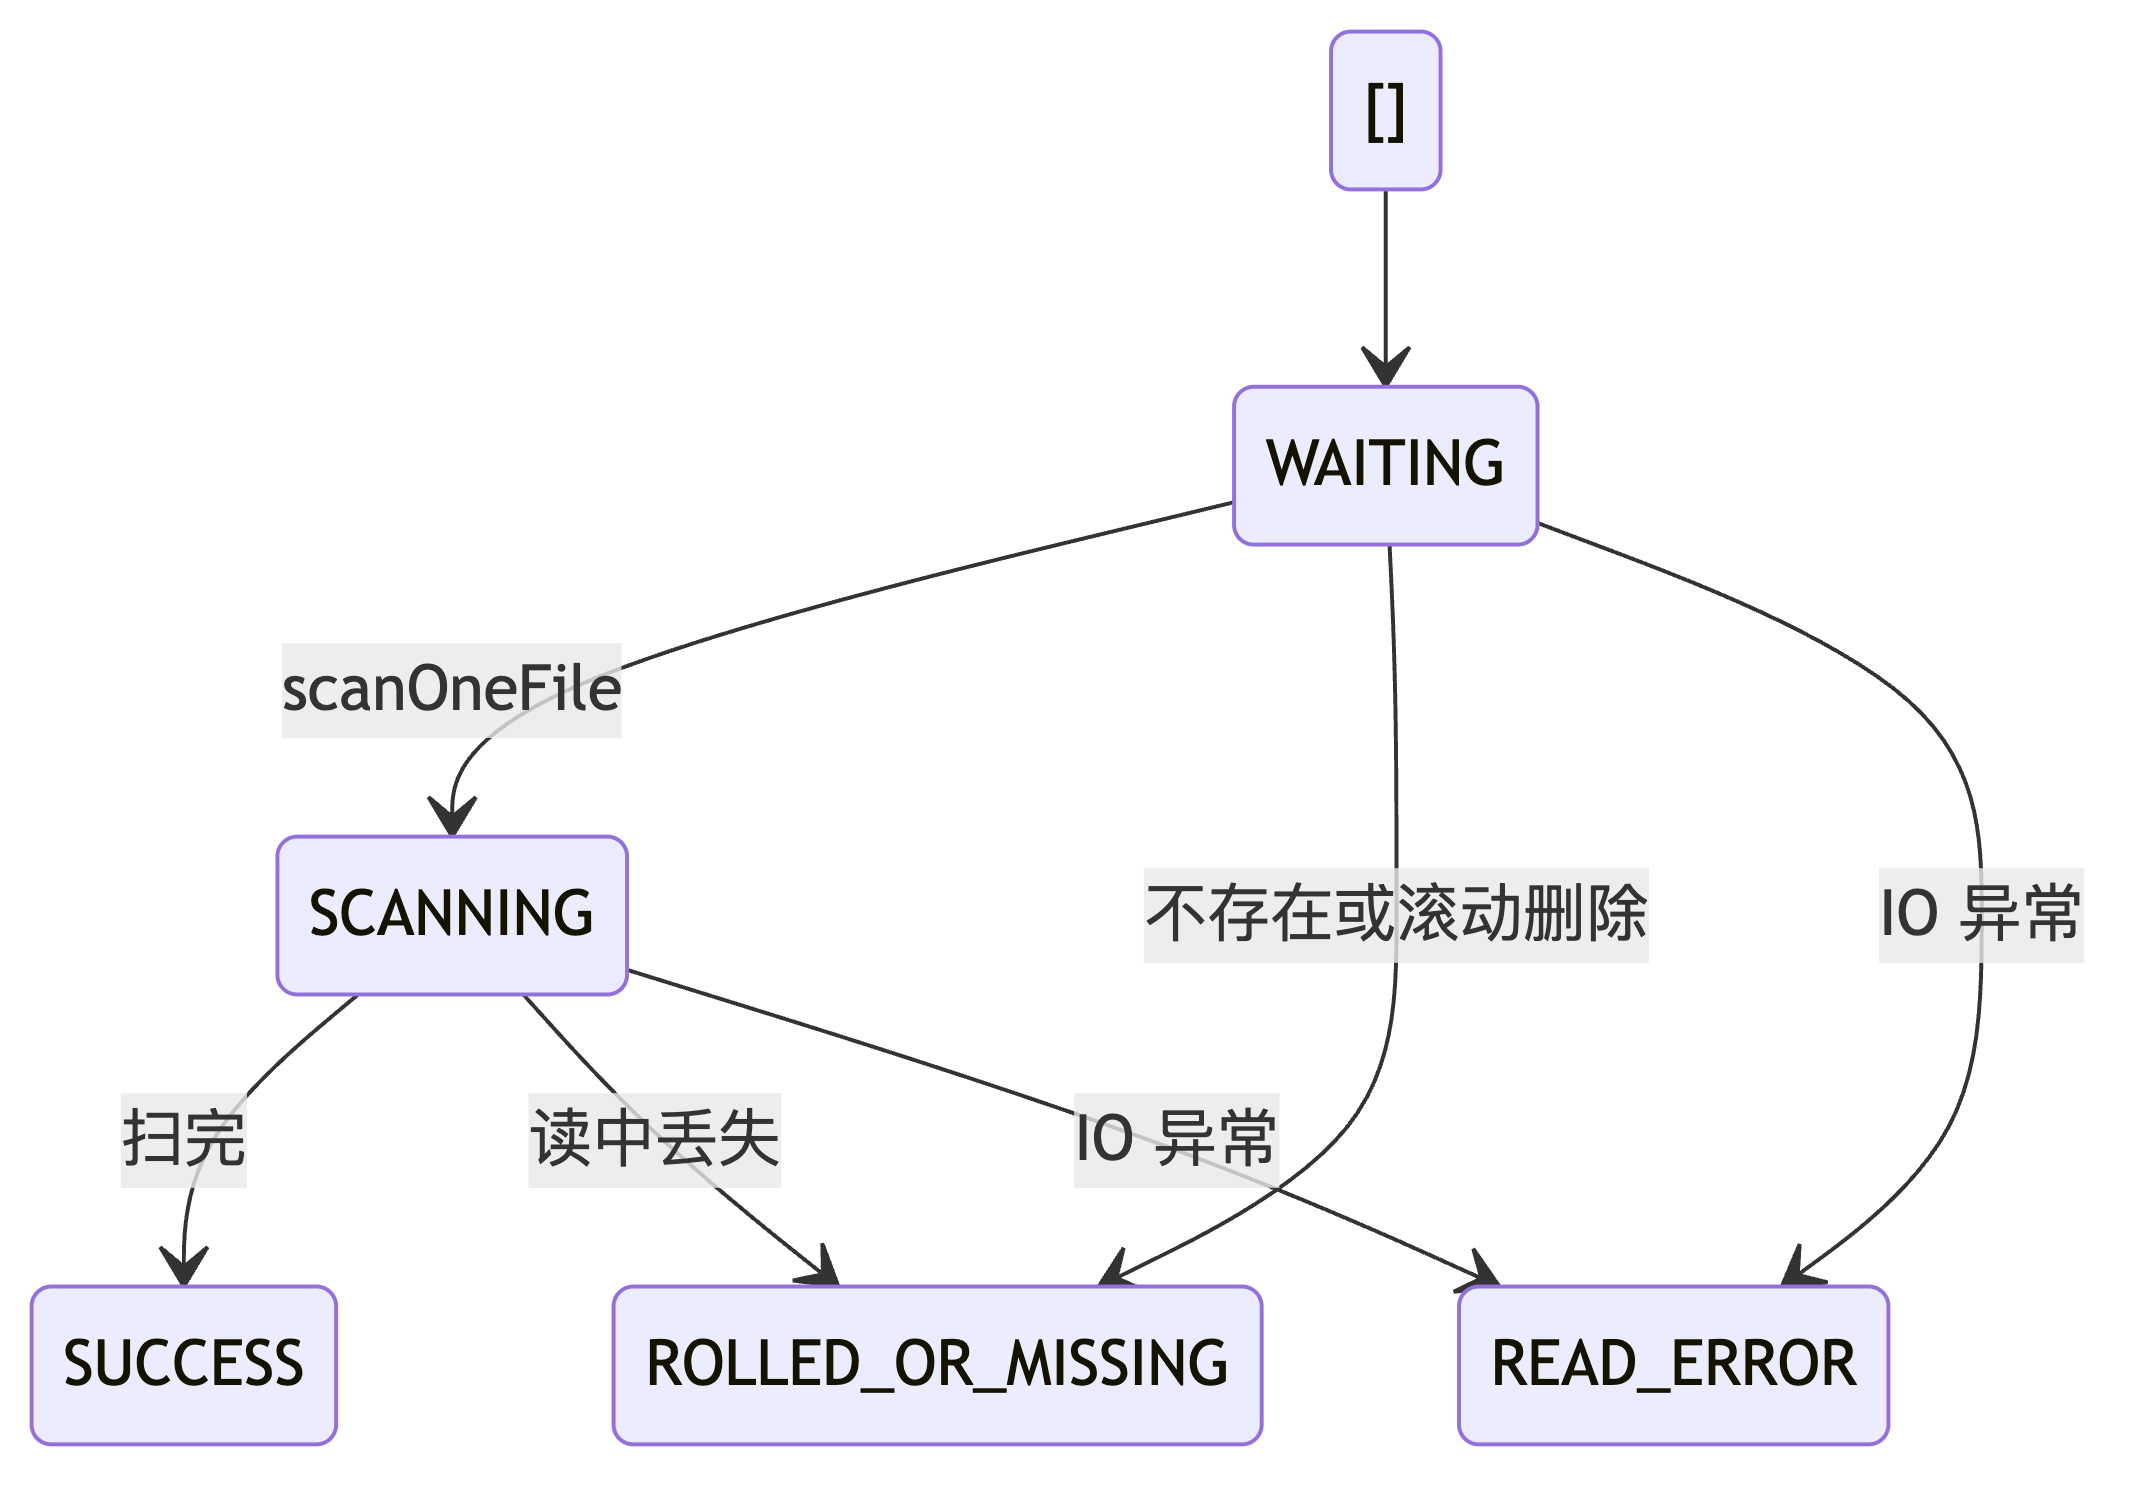 []
WAITING
scanOneFile
SCANNING
不存在或滚动删除
IO 异常
扫完
读中丢失
IO 异常
SUCCESS
ROLLED_OR_MISSING
READ_ERROR